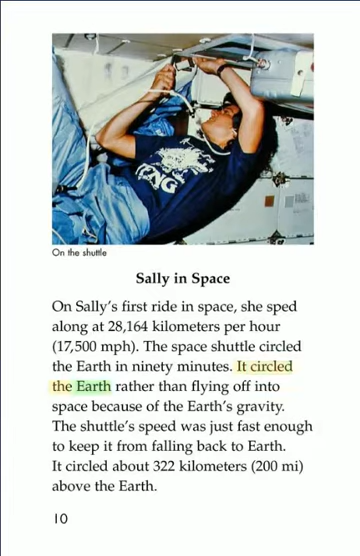 On the shuttle
Sally in Space
On Sally's first ride in space, she sped
along at 28,164 kilometers per hour
(17,500 mph). The space shuttle circled
the Earth in ninety minutes. It circled
the Earth rather than flying off into
space because of the Earth's gravity.
The shuttle's speed was just fast enough
to keep it from falling back to Earth.
It circled about 322 kilometers (200 mi)
above the Earth.
10